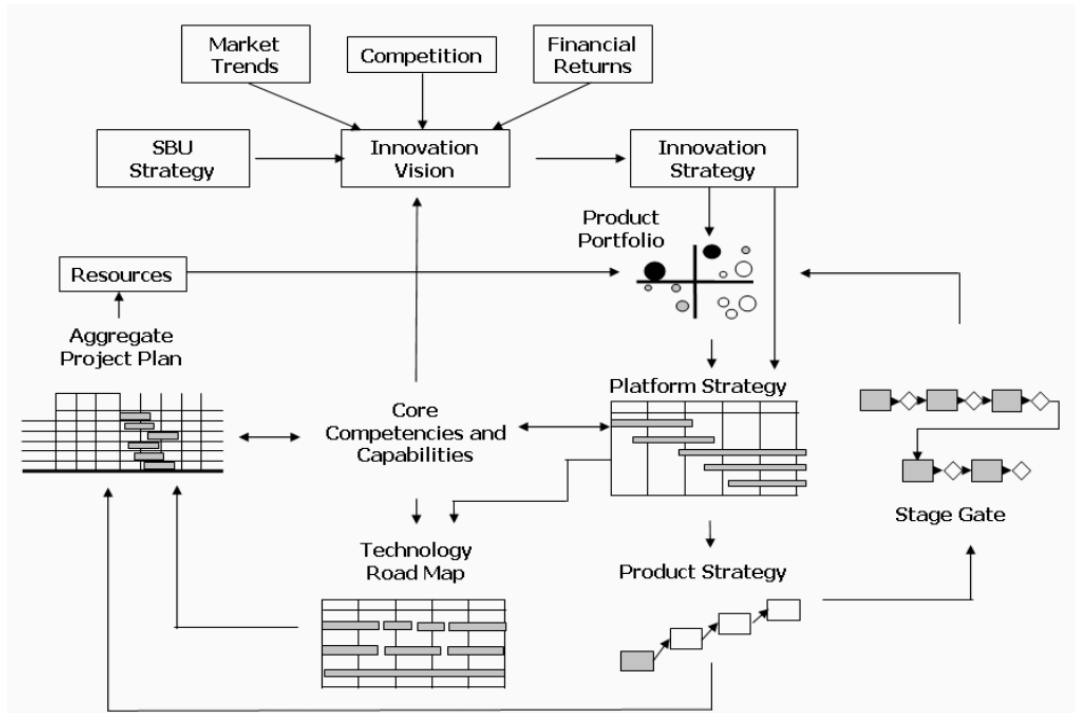 Market
Trends
Competition
Financial
Returns
SBU
Strategy
Innovation
Vision
Innovation
Strategy
Product
Portfolio
Resources
Aggregate
Project Plan
Platform Strategy
Core
Competencies and
Capabilities
Stage Gate
Technology
Road Map
Product Strategy